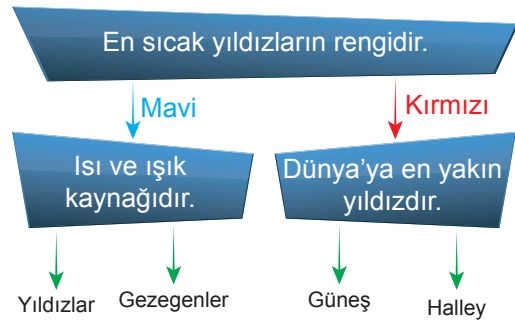 En sıcak yıldızların rengidir.
Mavi
Kırmızı
Isı ve ışık
kaynağıdır.
Dünya'ya en yakın
yıldızdır.
Yıldızlar
Gezegenler
Güneş
Halley